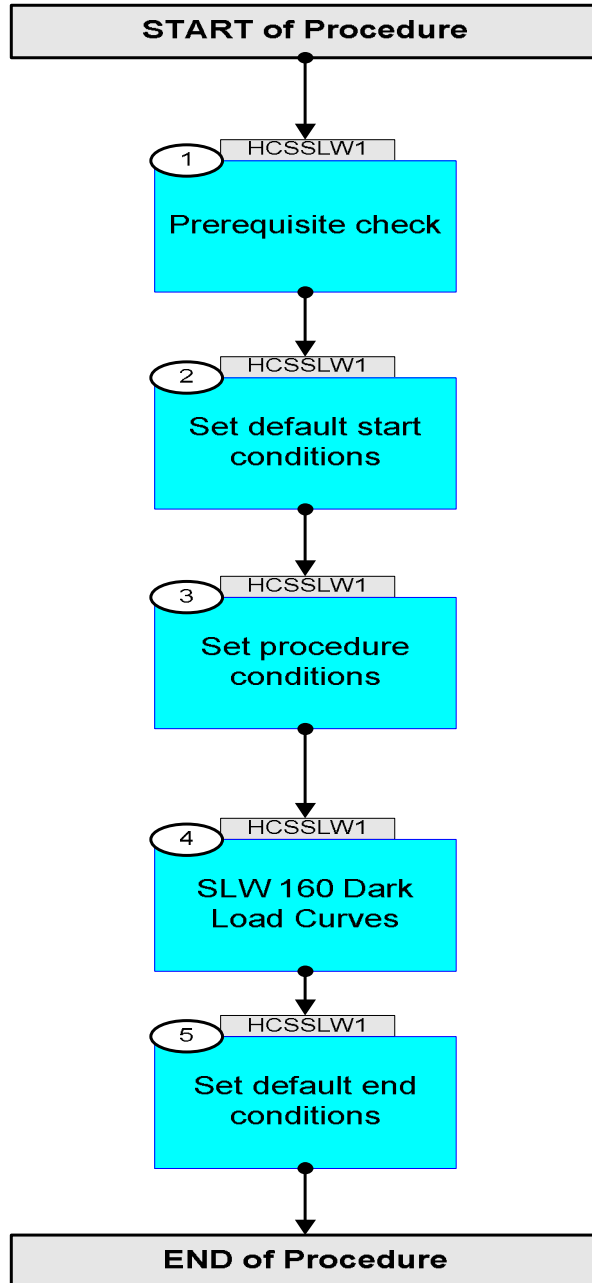 START of Procedure
HCSSLW1
1
Prerequisite check
HCSSLW1
2
Set default start
conditions
HCSSLW1
3
Set procedure
conditions
HCSSLW1
4
SLW 160 Dark
Load Curves
HCSSLW1
5
Set default end
conditions
END of Procedure